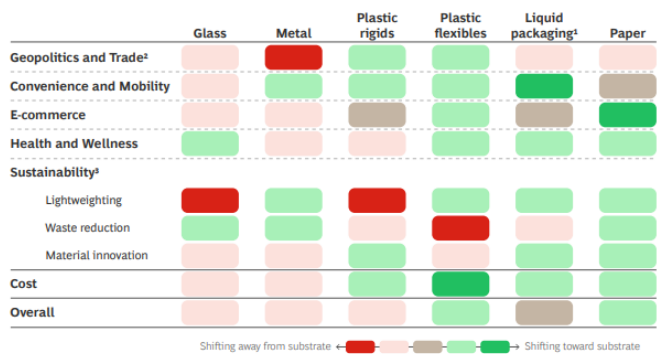 Glass Metal Plastic rigids Plastic flexibles Liquid packaging¹ Paper
Geopolitics and Trade²
Convenience and Mobility
E-commerce
Health and Wellness
Sustainability³
Lightweighting
Waste reduction
Material innovation
Cost
Overall
Shifting away from substrate Shifting toward substrate